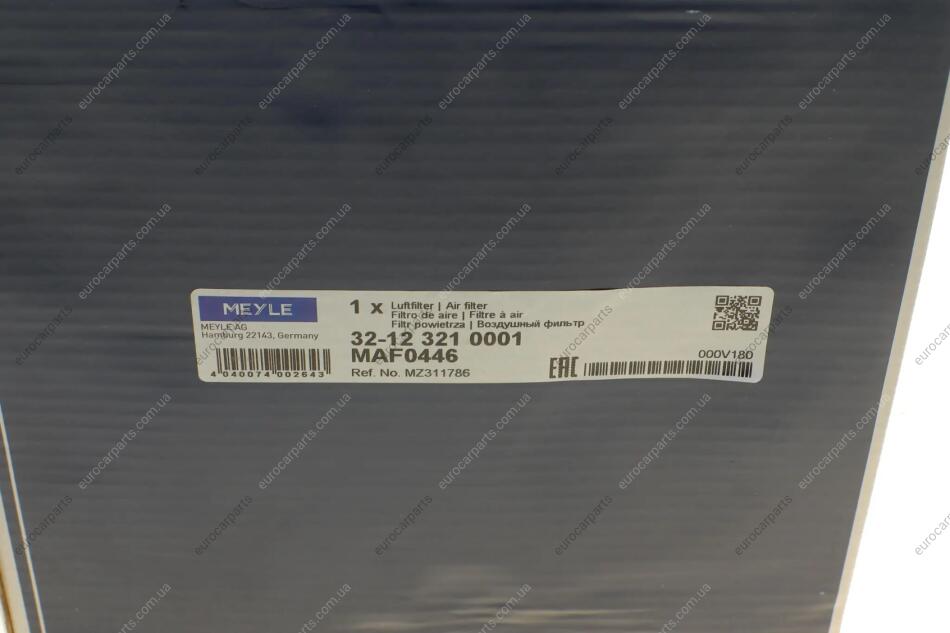 MEYLE
MEYLE AG
Hamburg 22143, Germany
4 040074 002643
1 x Luftfilter | Air filter
Filtro de aire | Filtre à air
Filtr powietrza | Воздушный фильтр
32-12 321 0001
MAF0446
Ref. No. MZ311786
EAC
000V180
eurocarparts.com.ua